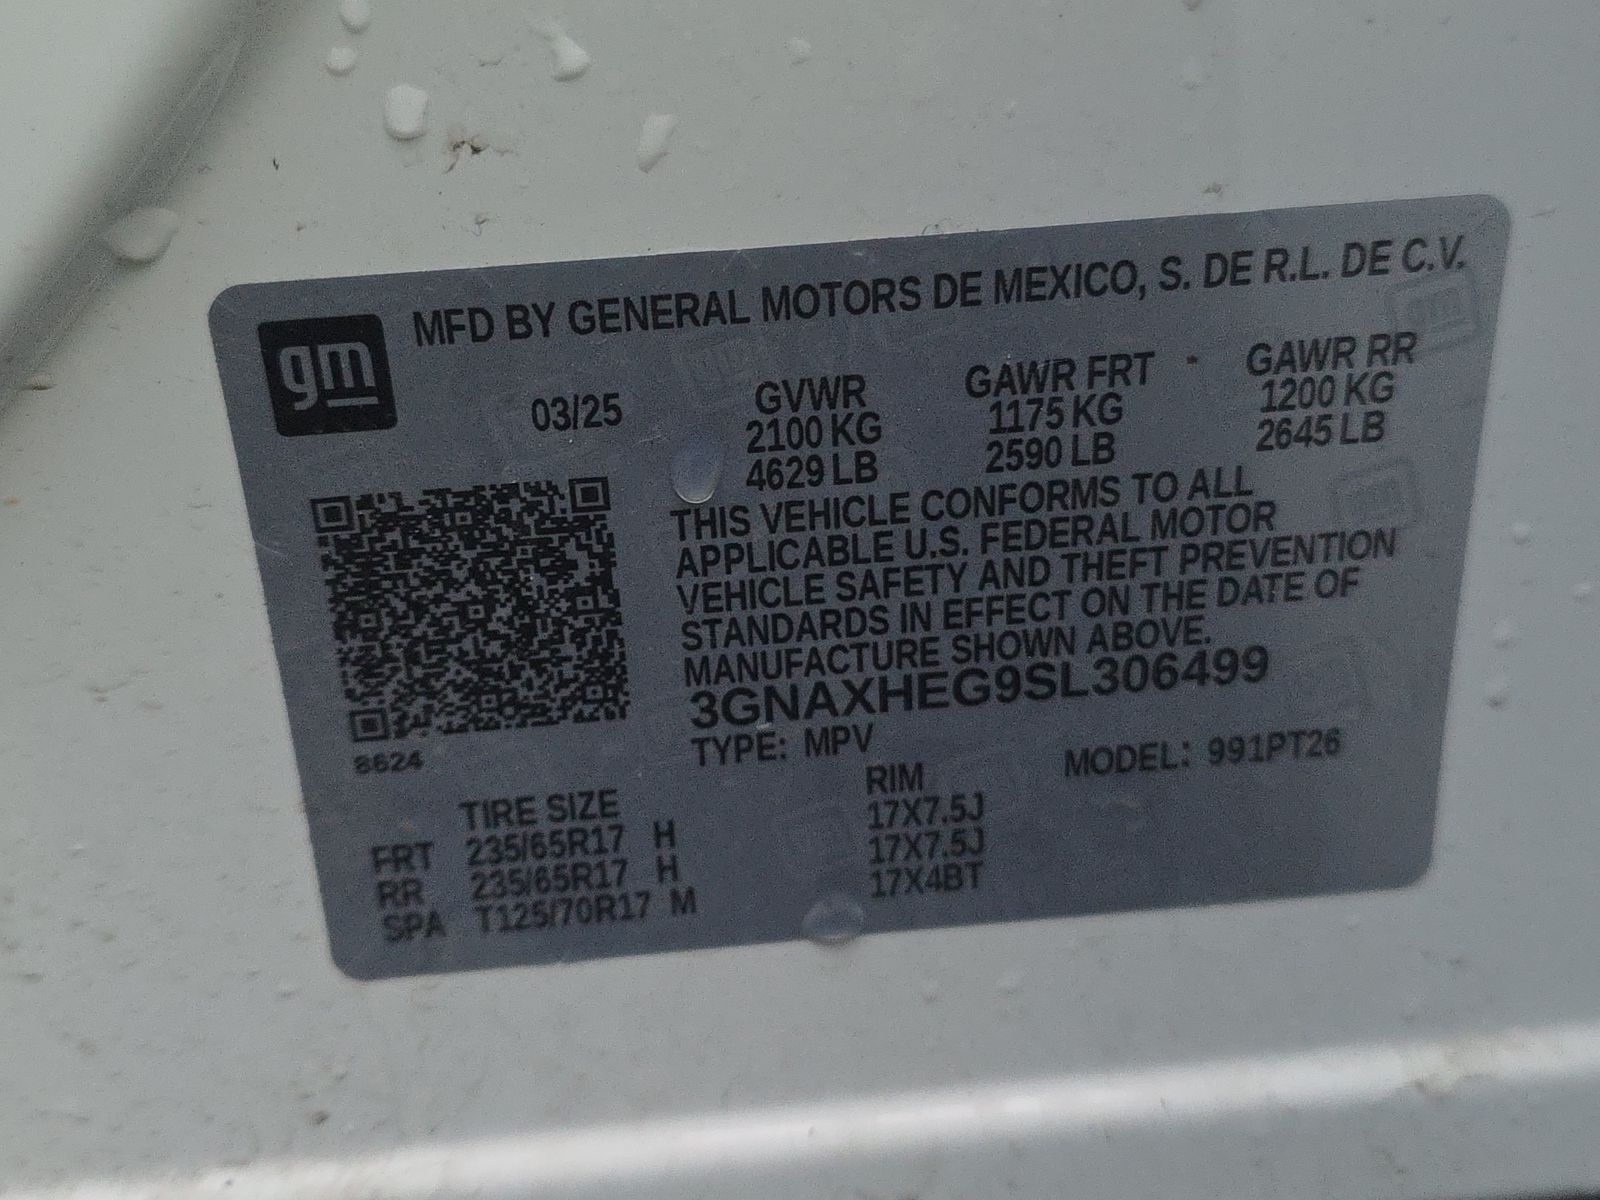 gm MFD BY GENERAL MOTORS DE MEXICO, S. DE R.L. DE C.V.
03/25 GVWR GAWR FRT GAWR RR
2100 KG 1175 KG 1200 KG
4629 LB 2590 LB 2645 LB
THIS VEHICLE CONFORMS TO ALL
APPLICABLE U.S. FEDERAL MOTOR
VEHICLE SAFETY AND THEFT PREVENTION
STANDARDS IN EFFECT ON THE DATE OF
MANUFACTURE SHOWN ABOVE.
3GNAXHEG9SL306499
8624 TYPE: MPV MODEL: 991PT26
TIRE SIZE RIM
FRT 235/65R17 H 17X7.5J
RR 235/65R17 H 17X7.5J
SPA T125/70R17 M 17X4BT